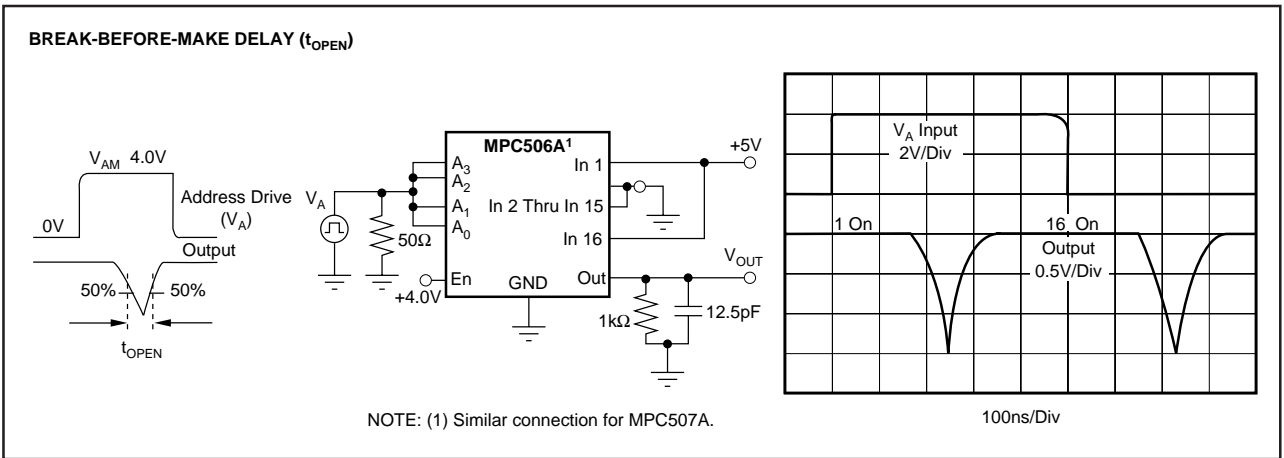 BREAK-BEFORE-MAKE DELAY (tOPEN)
VAM 4.0V
0V
Address Drive
(VA)
Output
50%
50%
tOPEN
VA
50Ω
+4.0V
MPC506A1
A3
A2
A1
A0
En
GND
In 1
In 2 Thru In 15
In 16
Out
+5V
VOUT
1kΩ
12.5pF
NOTE: (1) Similar connection for MPC507A.
VA Input
2V/Div
1 On
16 On
Output
0.5V/Div
100ns/Div